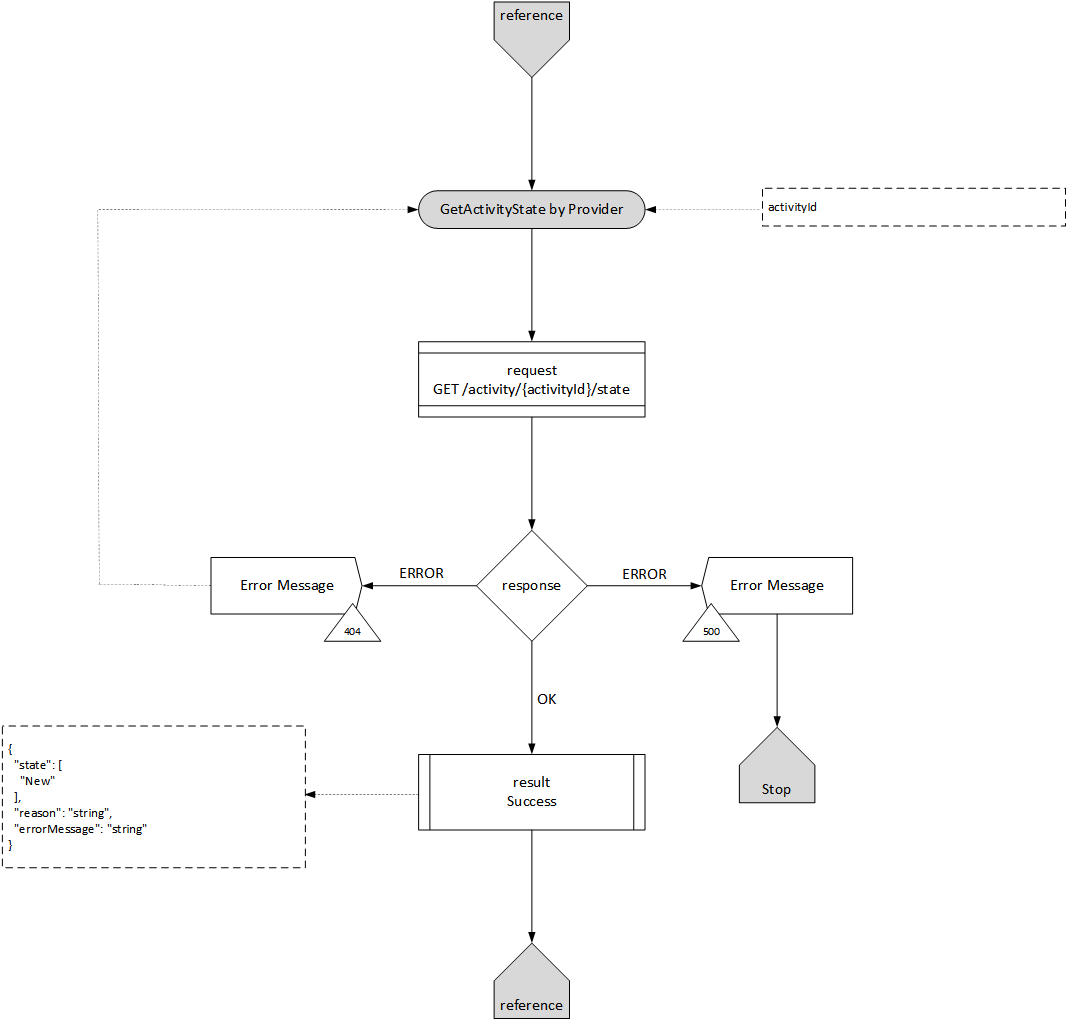 reference
GetActivityState by Provider
activityId
request
GET /activity/{activityId}/state
response
ERROR
ERROR
Error Message
404
Error Message
500
OK
{
"state": [
"New"
],
"reason": "string",
"errorMessage": "string"
}
result
Success
Stop
reference